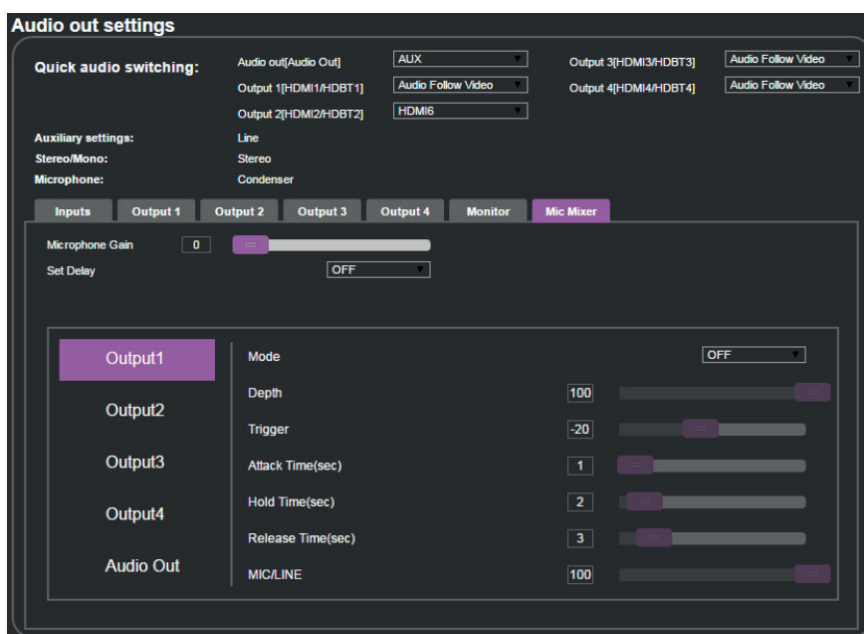 Audio out settings
Quick audio switching:
Audio out[Audio Out] AUX Output 3[HDMI3/HDBT3] Audio Follow Video
Output 1[HDMI1/HDBT1] Audio Follow Video Output 4[HDMI4/HDBT4] Audio Follow Video
Output 2[HDMI2/HDBT2] HDMI6
Auxiliary settings: Line
Stereo/Mono: Stereo
Microphone: Condenser
Inputs Output 1 Output 2 Output 3 Output 4 Monitor Mic Mixer
Microphone Gain 0
Set Delay OFF
Output1
Output2
Output3
Output4
Audio Out
Mode OFF
Depth 100
Trigger -20
Attack Time(sec) 1
Hold Time(sec) 2
Release Time(sec) 3
MIC/LINE 100